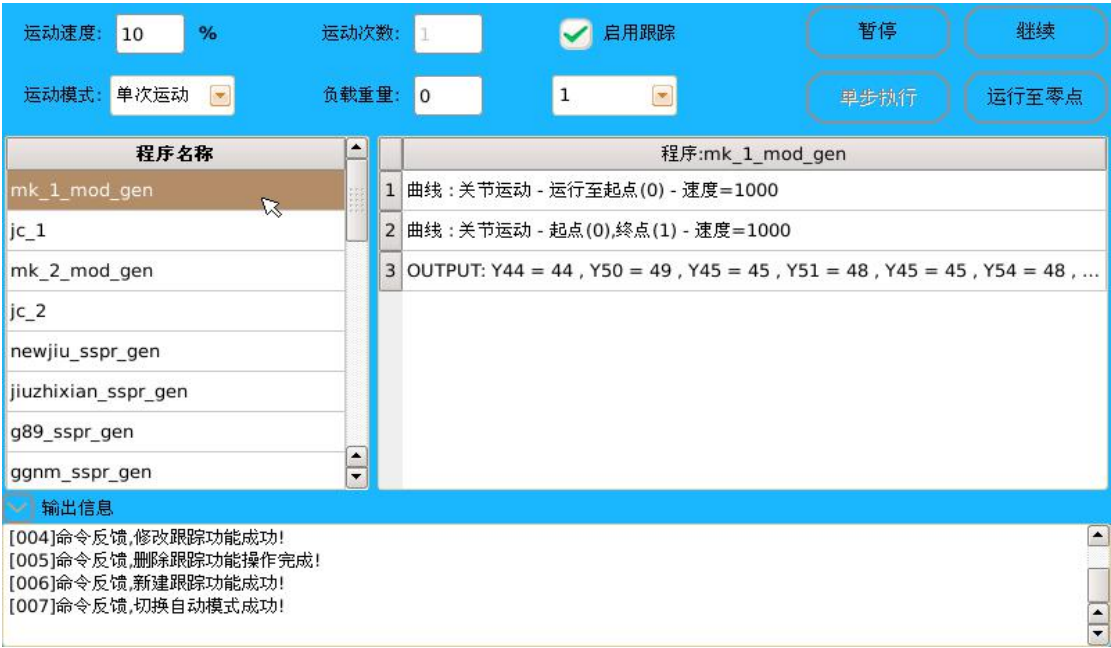 运动速度: 10 % 运动次数: 1 启用跟踪 暂停 继续
运动模式: 单次运动 负载重量: 0 1 单步执行 运行至零点
程序名称
mk_1_mod_gen
jc_1
mk_2_mod_gen
jc_2
newjiu_sspr_gen
jiuzhixian_sspr_gen
g89_sspr_gen
ggnm_sspr_gen
程序:mk_1_mod_gen
1 曲线 : 关节运动 - 运行至起点(0) - 速度=1000
2 曲线 : 关节运动 - 起点(0),终点(1) - 速度=1000
3 OUTPUT: Y44 = 44 , Y50 = 49 , Y45 = 45 , Y51 = 48 , Y45 = 45 , Y54 = 48 , ...
输出信息
[004]命令反馈,修改跟踪功能成功!
[005]命令反馈,删除跟踪功能操作完成!
[006]命令反馈,新建跟踪功能成功!
[007]命令反馈,切换自动模式成功!